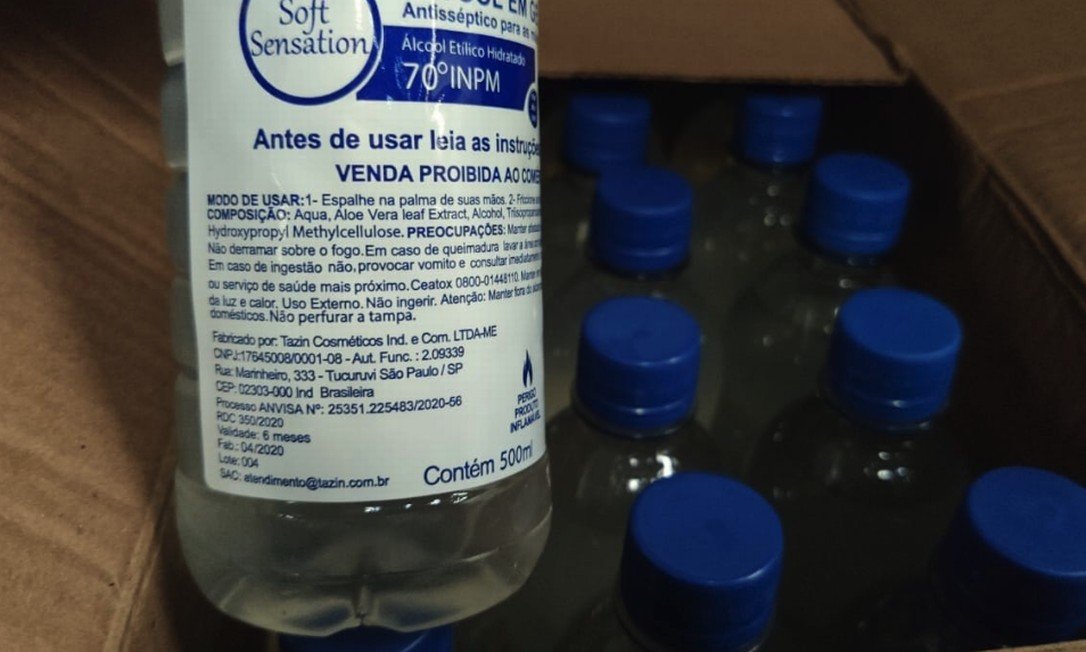 Soft
Sensation
Antisséptico para as
Álcool Etílico Hidratado
70°INPM
Antes de usar leia as instruções
VENDA PROIBIDA AO
MODO DE USAR:1- Espalhe na palma de suas mãos. 2- Friccione
COMPOSIÇÃO: Aqua, Aloe Vera leaf Extract, Alcohol,
Hydroxypropyl Methylcellulose. PREOCUPAÇÕES: Manter
Não derramar sobre o fogo.Em caso de queimadura lavar a área
Em caso de ingestão não,provocar vomito e consultar imediatamente
ou serviço de saúde mais próximo.Ceatox 0800-01448110.
da luz e calor. Uso Externo. Não ingerir. Atenção: Manter fora do
domésticos.Não perfurar a tampa.
Fabricado por: Tazin Cosméticos Ind. e Com. LTDA-ME
CNPJ:17645008/0001-08 - Aut. Func. : 2.09339
Rua: Marinheiro, 333 - Tucuruvi São Paulo / SP
CEP: 02303-000 Ind Brasileira
Processo ANVISA Nº: 25351.225483/2020-56
RDC 350/2020
Validade: 6 meses
Fab.: 04/2020
Lote: 004
SAC: atendimento@tazin.com.br
PERIGO
PRODUTO
INFLAMÁVEL
Contém 500ml